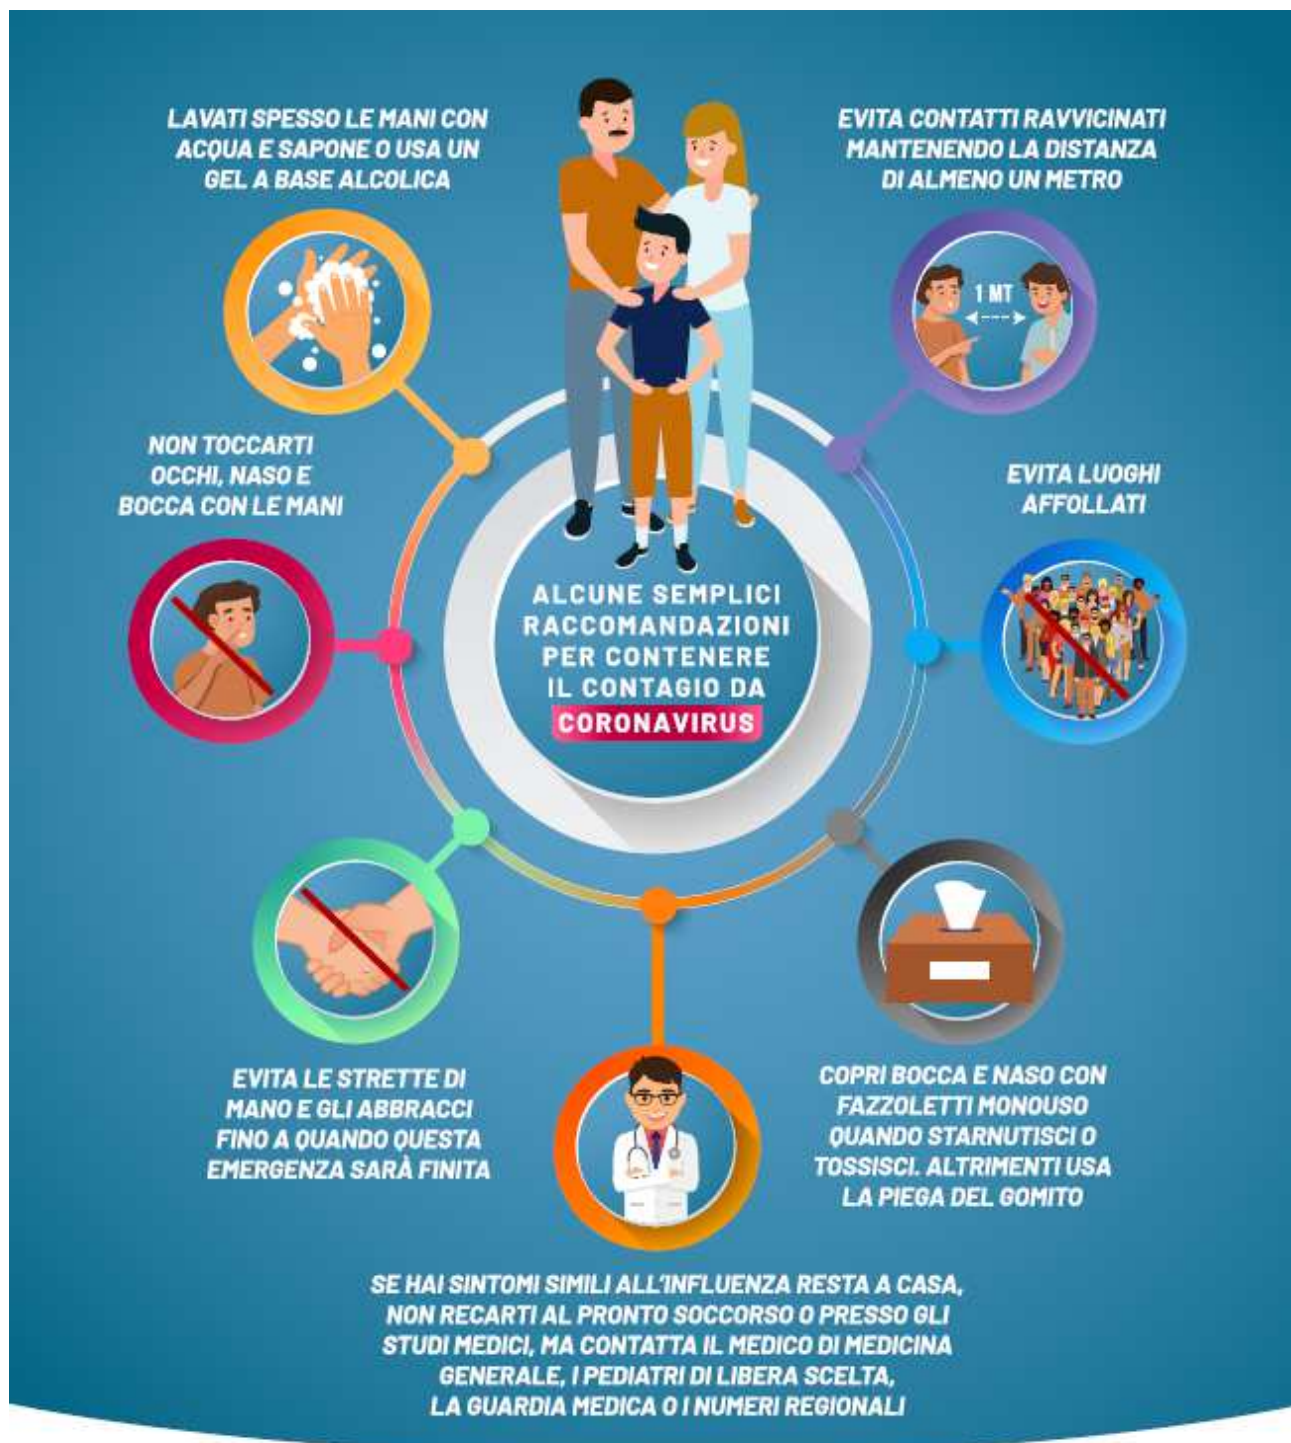 LAVATI SPESSO LE MANI CON
ACQUA E SAPONE O USA UN
GEL A BASE ALCOLICA
EVITA CONTATTI RAVVICINATI
MANTENENDO LA DISTANZA
DI ALMENO UN METRO
1 MT
NON TOCCARTI
OCCHI, NASO E
BOCCA CON LE MANI
EVITA LUOGHI
AFFOLLATI
ALCUNE SEMPLICI
RACCOMANDAZIONI
PER CONTENERE
IL CONTAGIO DA
CORONAVIRUS
EVITA LE STRETTE DI
MANO E GLI ABBRACCI
FINO A QUANDO QUESTA
EMERGENZA SARÀ FINITA
COPRI BOCCA E NASO CON
FAZZOLETTI MONOUSO
QUANDO STARNUTISCI O
TOSSISCI. ALTRIMENTI USA
LA PIEGA DEL GOMITO
SE HAI SINTOMI SIMILI ALL'INFLUENZA RESTA A CASA,
NON RECARTI AL PRONTO SOCCORSO O PRESSO GLI
STUDI MEDICI, MA CONTATTA IL MEDICO DI MEDICINA
GENERALE, I PEDIATRI DI LIBERA SCELTA,
LA GUARDIA MEDICA O I NUMERI REGIONALI